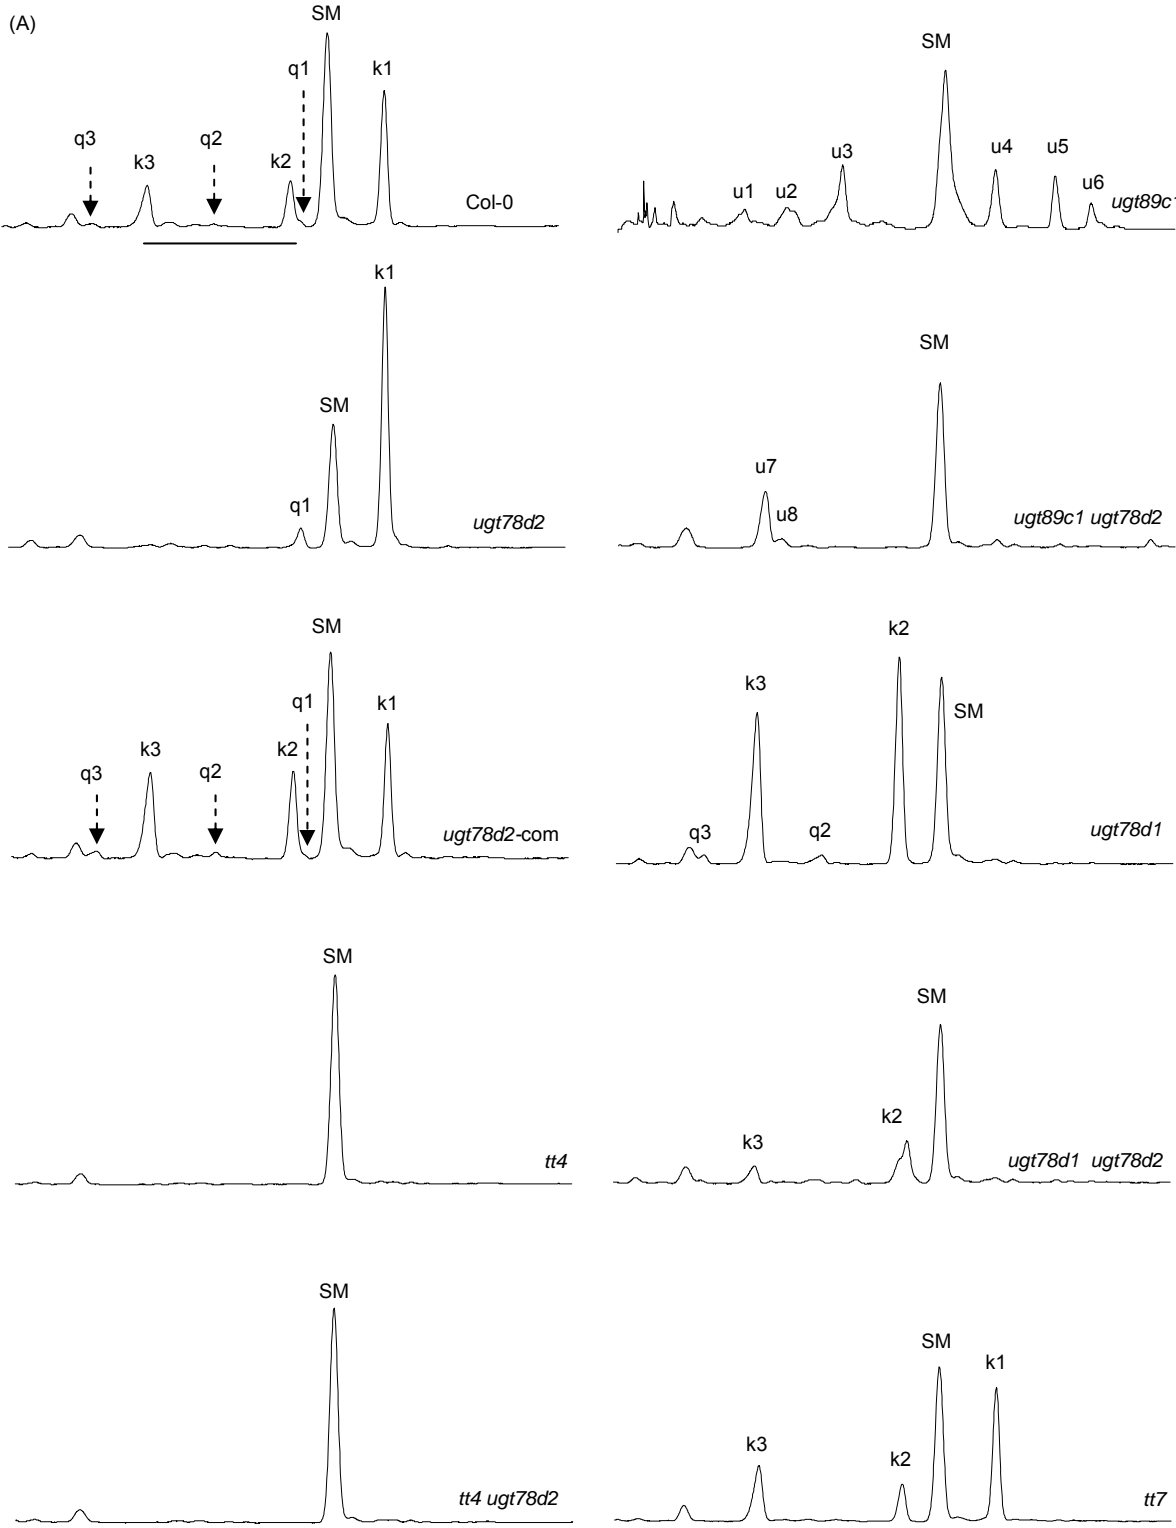 (A)
SM
q1
k1
q3
q2
k3
k2
Col-0
SM
u3
u4
u5
u1
u2
u6
ugt89c1
k1
SM
q1
ugt78d2
SM
u7
u8
ugt89c1 ugt78d2
SM
q1
k1
k3
k2
q3
q2
ugt78d2-com
k2
k3
SM
q3
q2
ugt78d1
SM
tt4
SM
k2
k3
ugt78d1 ugt78d2
SM
tt4 ugt78d2
SM
k1
k3
k2
tt7